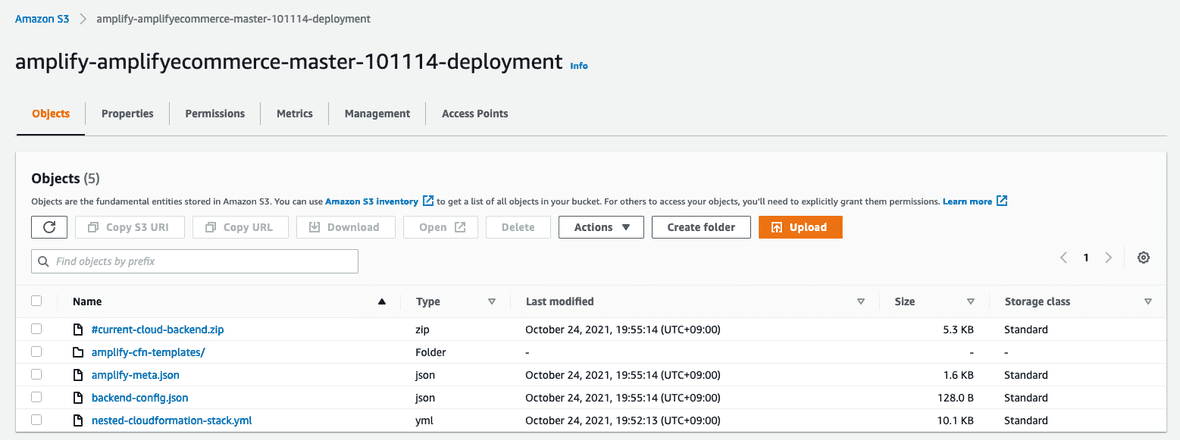 Amazon S3 > amplify-amplifyecommerce-master-101114-deployment
amplify-amplifyecommerce-master-101114-deployment Info
Objects Properties Permissions Metrics Management Access Points
Objects (5)
Objects are the fundamental entities stored in Amazon S3. You can use Amazon S3 inventory to get a list of all objects in your bucket. For others to access your objects, you'll need to explicitly grant them permissions. Learn more
Copy S3 URI Copy URL Download Open Delete Actions Create folder Upload
Find objects by prefix
1
Name Type Last modified Size Storage class
#current-cloud-backend.zip zip October 24, 2021, 19:55:14 (UTC+09:00) 5.3 KB Standard
amplify-cfn-templates/ Folder - - -
amplify-meta.json json October 24, 2021, 19:55:14 (UTC+09:00) 1.6 KB Standard
backend-config.json json October 24, 2021, 19:55:14 (UTC+09:00) 128.0 B Standard
nested-cloudformation-stack.yml yml October 24, 2021, 19:52:13 (UTC+09:00) 10.1 KB Standard